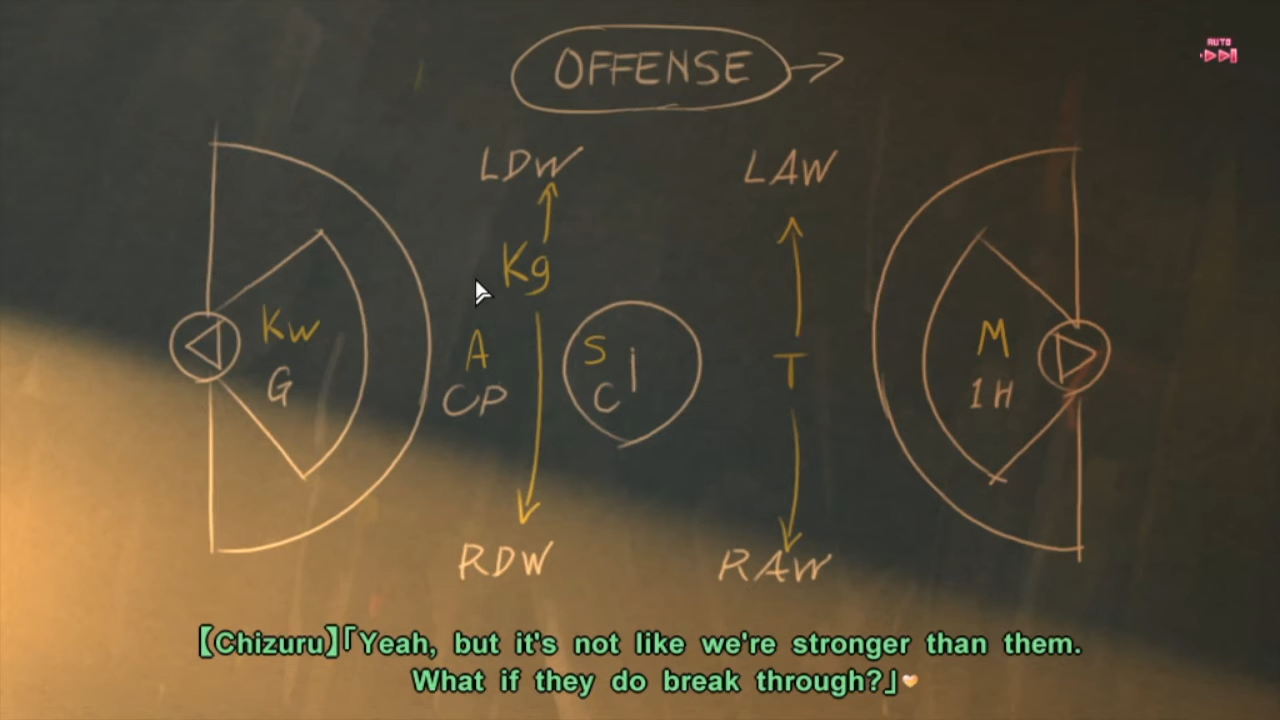 AUTO
OFFENSE
LDW
LAW
Kg
Kw
A
S
T
M
G
CP
C
1H
RDW
RAW
【Chizuru】「Yeah, but it's not like we're stronger than them.
What if they do break through?」